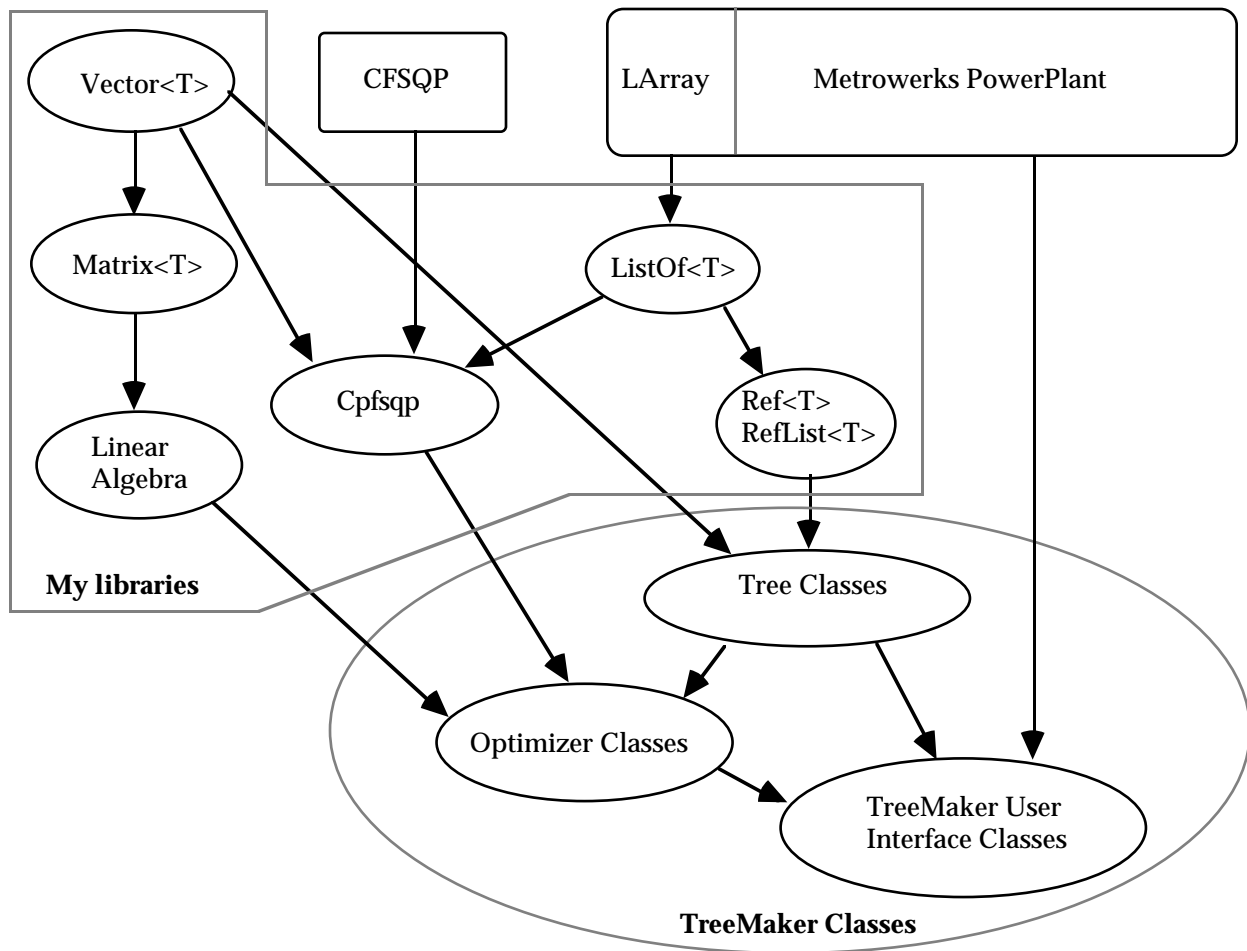 Vector<T>
CFSQP
LArray
Metrowerks PowerPlant
Matrix<T>
ListOf<T>
Cpfsqp
Ref<T>
RefList<T>
Linear
Algebra
My libraries
Tree Classes
Optimizer Classes
TreeMaker User
Interface Classes
TreeMaker Classes